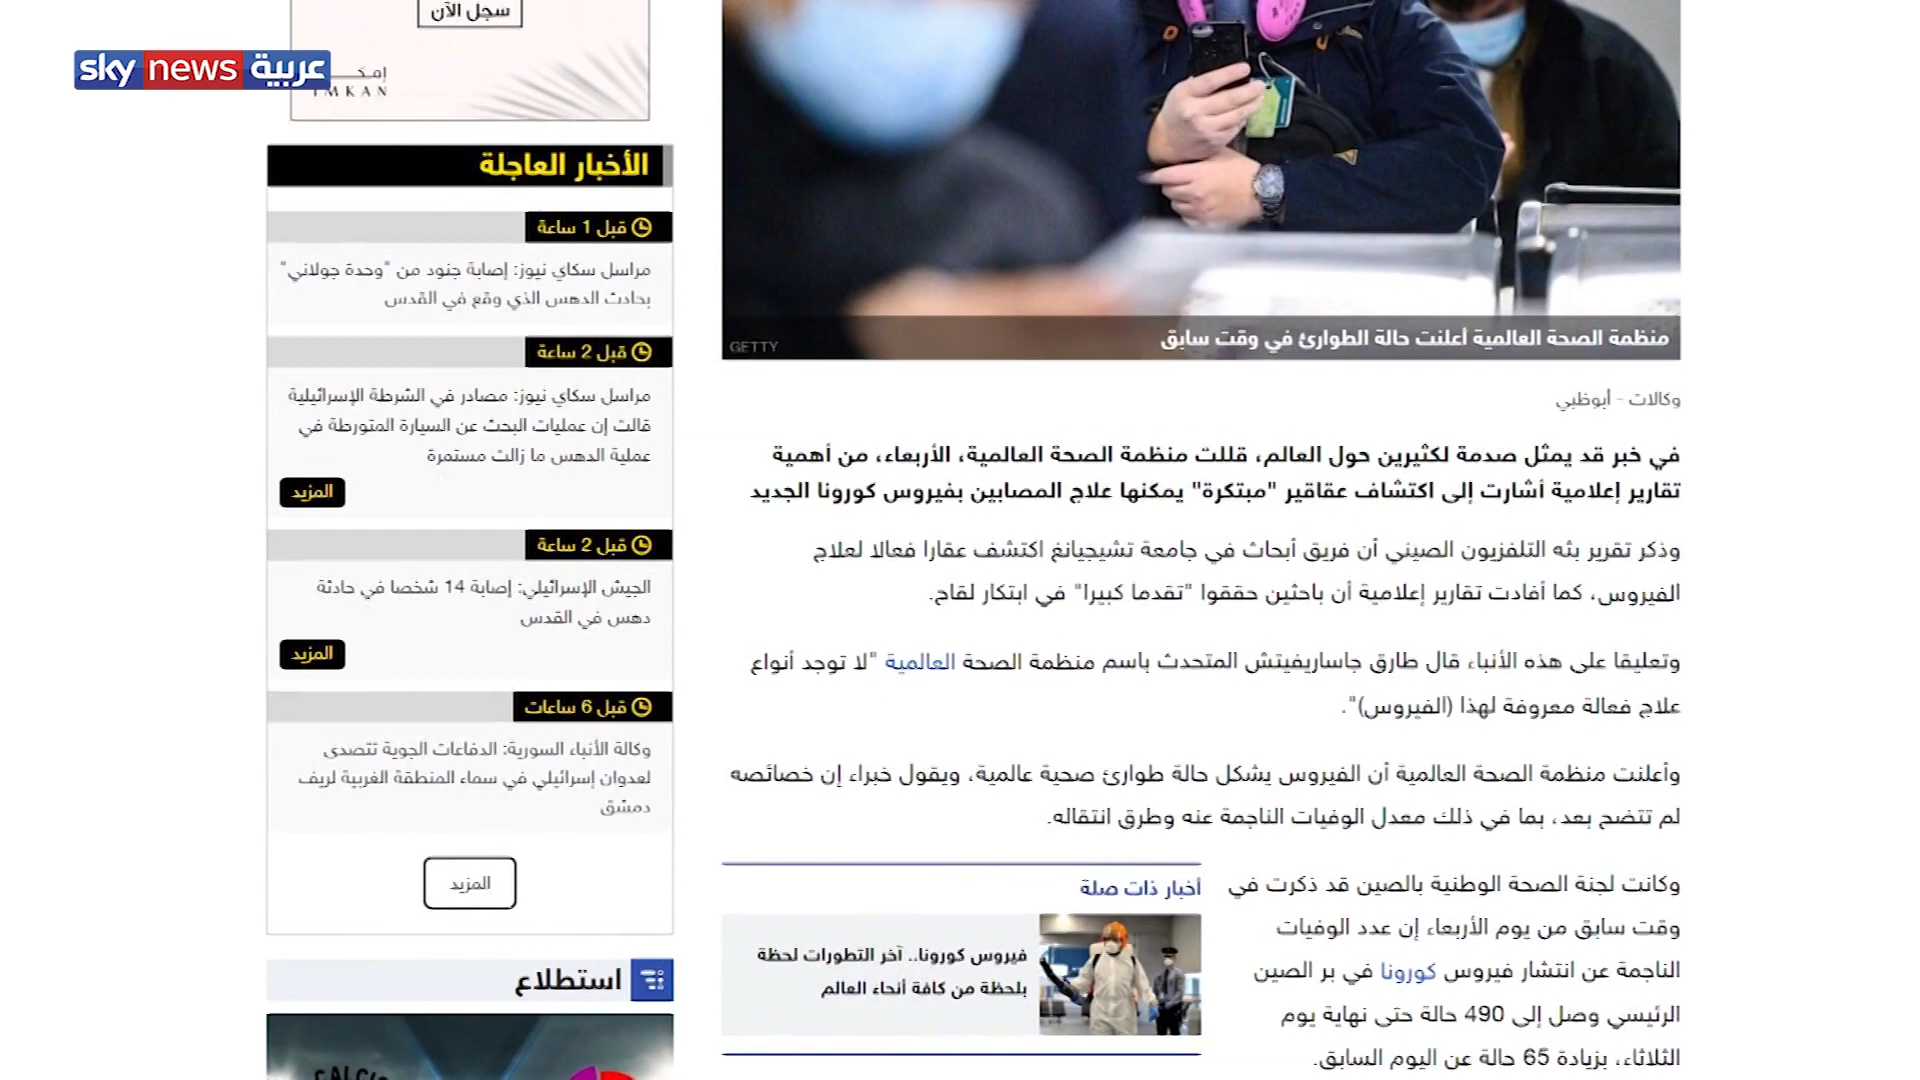 سجل الآن
sky news عربية
إمكـــ
IMKAN
منظمة الصحة العالمية أعلنت حالة الطوارئ في وقت سابق
GETTY
وكالات - أبوظبي
في خبر قد يمثل صدمة لكثيرين حول العالم، قللت منظمة الصحة العالمية، الأربعاء، من أهمية
تقارير إعلامية أشارت إلى اكتشاف عقاقير "مبتكرة" يمكنها علاج المصابين بفيروس كورونا الجديد
وذكر تقرير بثه التلفزيون الصيني أن فريق أبحاث في جامعة تشيجيانغ اكتشف عقارا فعالا لعلاج
الفيروس، كما أفادت تقارير إعلامية أن باحثين حققوا "تقدما كبيرا" في ابتكار لقاح.
وتعليقا على هذه الأنباء قال طارق جاساريفيتش المتحدث باسم منظمة الصحة العالمية "لا توجد أنواع
علاج فعالة معروفة لهذا (الفيروس)".
وأعلنت منظمة الصحة العالمية أن الفيروس يشكل حالة طوارئ صحية عالمية، ويقول خبراء إن خصائصه
لم تتضح بعد، بما في ذلك معدل الوفيات الناجمة عنه وطرق انتقاله.
وكانت لجنة الصحة الوطنية بالصين قد ذكرت في
وقت سابق من يوم الأربعاء إن عدد الوفيات
الناجمة عن انتشار فيروس كورونا في بر الصين
الرئيسي وصل إلى 490 حالة حتى نهاية يوم
الثلاثاء، بزيادة 65 حالة عن اليوم السابق.
أخبار ذات صلة
فيروس كورونا.. آخر التطورات لحظة
بلحظة من كافة أنحاء العالم
الأخبار العاجلة
قبل 1 ساعة
مراسل سكاي نيوز: إصابة جنود من "وحدة جولاني"
بحادث الدهس الذي وقع في القدس
قبل 2 ساعة
مراسل سكاي نيوز: مصادر في الشرطة الإسرائيلية
قالت إن عمليات البحث عن السيارة المتورطة في
عملية الدهس ما زالت مستمرة
المزيد
قبل 2 ساعة
الجيش الإسرائيلي: إصابة 14 شخصا في حادثة
دهس في القدس
المزيد
قبل 6 ساعات
وكالة الأنباء السورية: الدفاعات الجوية تتصدى
لعدوان إسرائيلي في سماء المنطقة الغربية لريف
دمشق
المزيد
استطلاع